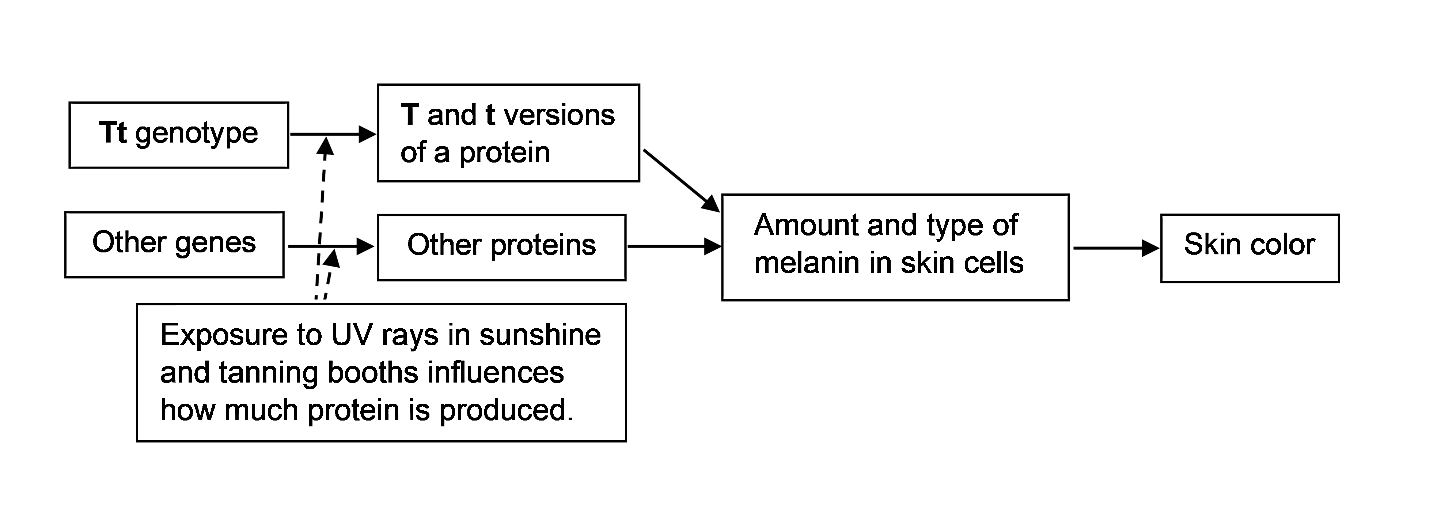 Tt genotype
T and t versions
of a protein
Other genes
Other proteins
Amount and type of
melanin in skin cells
Skin color
Exposure to UV rays in sunshine
and tanning booths influences
how much protein is produced.